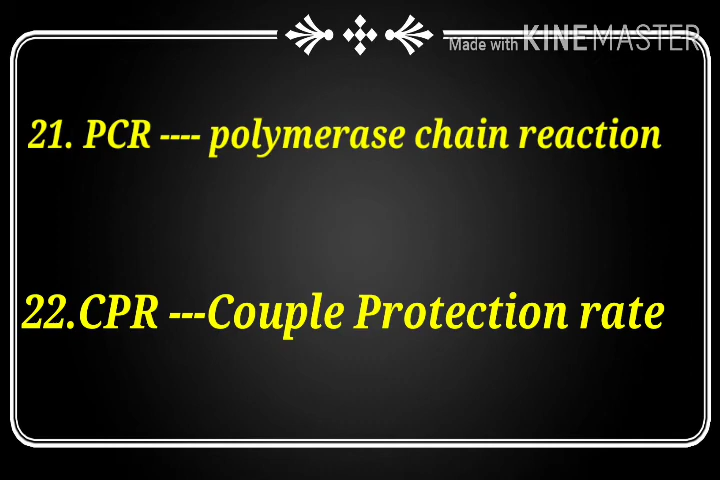 Made with KINEMASTER
21. PCR ---- polymerase chain reaction
22.CPR ---Couple Protection rate